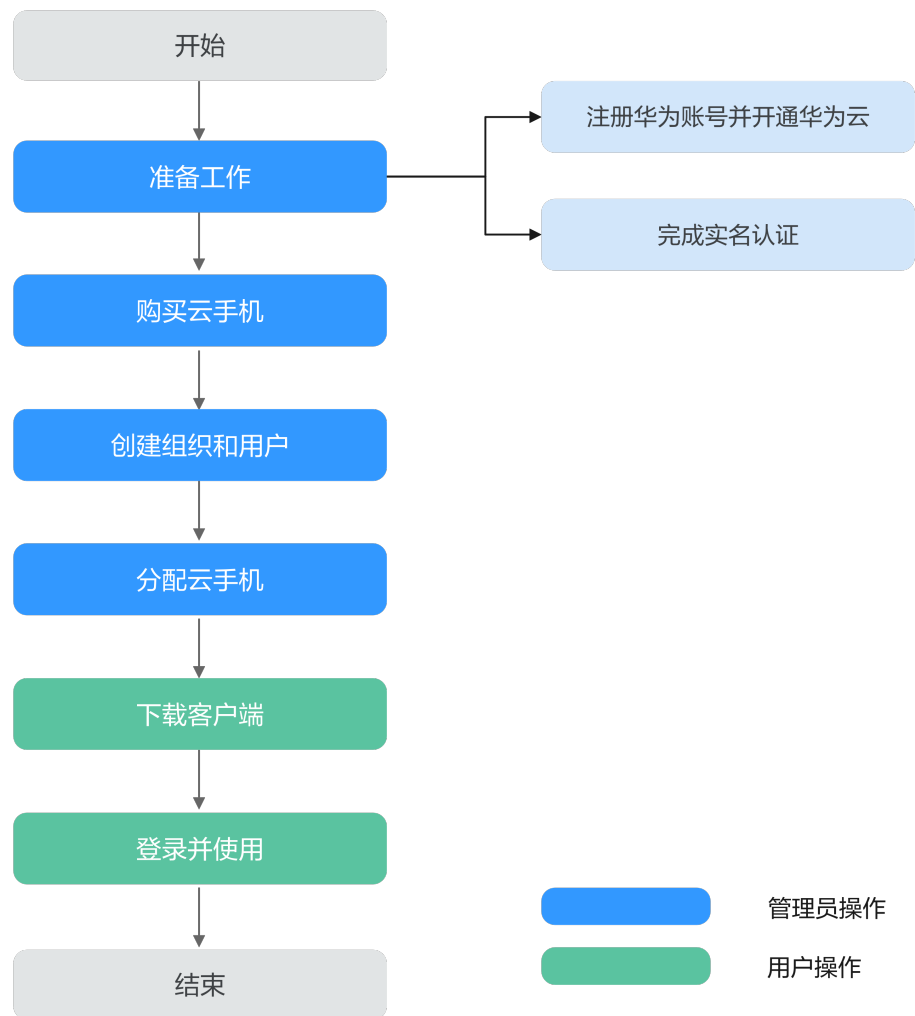 开始
注册华为账号并开通华为云
准备工作
完成实名认证
购买云手机
创建组织和用户
分配云手机
下载客户端
登录并使用
管理员操作
用户操作
结束